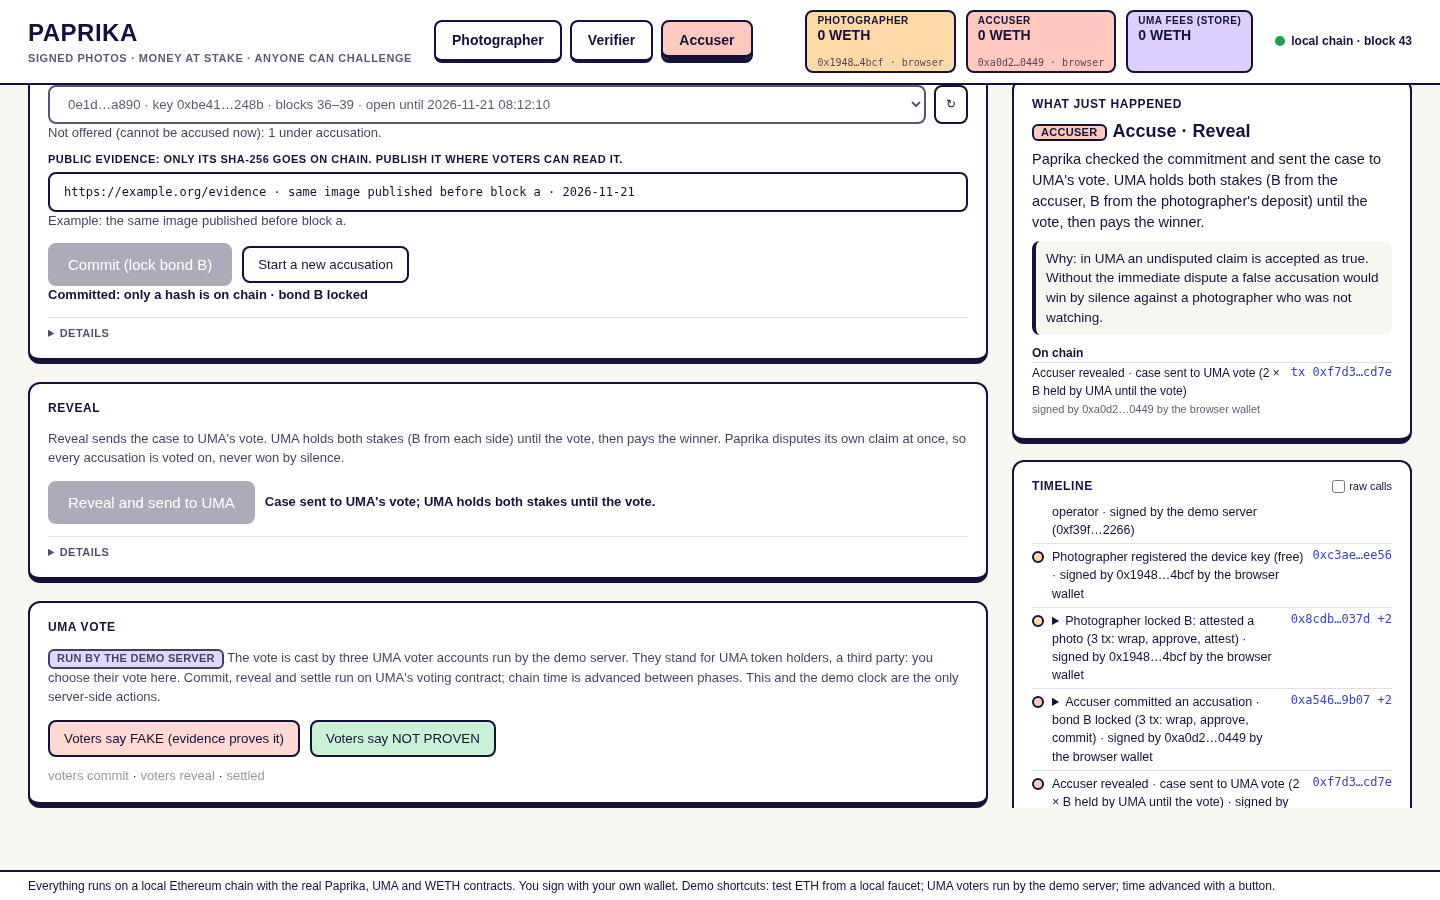 PAPRIKA
SIGNED PHOTOS · MONEY AT STAKE · ANYONE CAN CHALLENGE
Photographer
Verifier
Accuser
PHOTOGRAPHER
0 WETH
0x1948…4bcf · browser
ACCUSER
0 WETH
0xa0d2…0449 · browser
UMA FEES (STORE)
0 WETH
local chain · block 43
0e1d…a890 · key 0xbe41…248b · blocks 36–39 · open until 2026-11-21 08:12:10
↻
Not offered (cannot be accused now): 1 under accusation.
PUBLIC EVIDENCE: ONLY ITS SHA-256 GOES ON CHAIN. PUBLISH IT WHERE VOTERS CAN READ IT.
https://example.org/evidence · same image published before block a · 2026-11-21
Example: the same image published before block a.
Commit (lock bond B)
Start a new accusation
Committed: only a hash is on chain · bond B locked
▶ DETAILS
REVEAL
Reveal sends the case to UMA's vote. UMA holds both stakes (B from each side) until the vote, then pays the winner. Paprika disputes its own claim at once, so
every accusation is voted on, never won by silence.
Reveal and send to UMA
Case sent to UMA's vote; UMA holds both stakes until the vote.
▶ DETAILS
UMA VOTE
RUN BY THE DEMO SERVER The vote is cast by three UMA voter accounts run by the demo server. They stand for UMA token holders, a third party: you
choose their vote here. Commit, reveal and settle run on UMA's voting contract; chain time is advanced between phases. This and the demo clock are the only
server-side actions.
Voters say FAKE (evidence proves it)
Voters say NOT PROVEN
voters commit · voters reveal · settled
WHAT JUST HAPPENED
ACCUSER Accuse · Reveal
Paprika checked the commitment and sent the case to
UMA's vote. UMA holds both stakes (B from the
accuser, B from the photographer's deposit) until the
vote, then pays the winner.
Why: in UMA an undisputed claim is accepted as true.
Without the immediate dispute a false accusation would
win by silence against a photographer who was not
watching.
On chain
Accuser revealed · case sent to UMA vote (2 × tx 0xf7d3…cd7e
B held by UMA until the vote)
signed by 0xa0d2…0449 by the browser wallet
TIMELINE
raw calls
operator · signed by the demo server
(0xf39f…2266)
Photographer registered the device key (free) 0xc3ae…ee56
· signed by 0x1948…4bcf by the browser
wallet
▶ Photographer locked B: attested a 0x8cdb…037d +2
photo (3 tx: wrap, approve, attest) ·
signed by 0x1948…4bcf by the browser
wallet
▶ Accuser committed an accusation · 0xa546…9b07 +2
bond B locked (3 tx: wrap, approve,
commit) · signed by 0xa0d2…0449 by
the browser wallet
Accuser revealed · case sent to UMA vote (2 0xf7d3…cd7e
× B held by UMA until the vote) · signed by
Everything runs on a local Ethereum chain with the real Paprika, UMA and WETH contracts. You sign with your own wallet. Demo shortcuts: test ETH from a local faucet; UMA voters run by the demo server; time advanced with a button.